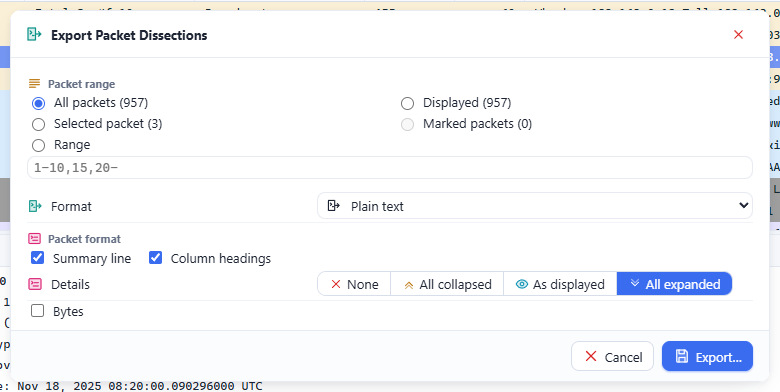 Export Packet Dissections
Packet range
All packets (957)
Displayed (957)
Selected packet (3)
Marked packets (0)
Range
1-10,15,20-
Format
Plain text
Packet format
Summary line
Column headings
Details
None
All collapsed
As displayed
All expanded
Bytes
Cancel
Export...
: Nov 18, 2025 08:20:00.090296000 UTC